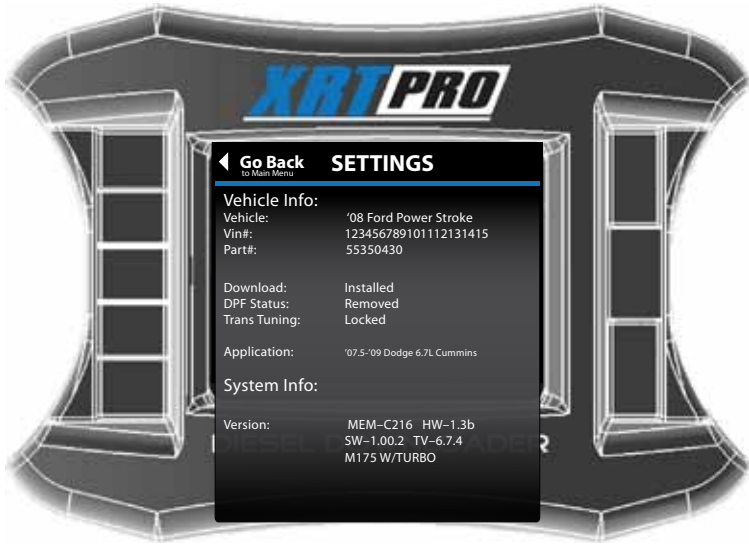 XRT PRO
Go Back SETTINGS
to Main Menu
Vehicle Info:
Vehicle: ‘08 Ford Power Stroke
Vin#: 123456789101112131415
Part#: 55350430
Download: Installed
DPF Status: Removed
Trans Tuning: Locked
Application: '07.5-'09 Dodge 6.7L Cummins
System Info:
Version: MEM–C216 HW–1.3b
SW–1.00.2 TV–6.7.4
M175 W/TURBO
DIESEL